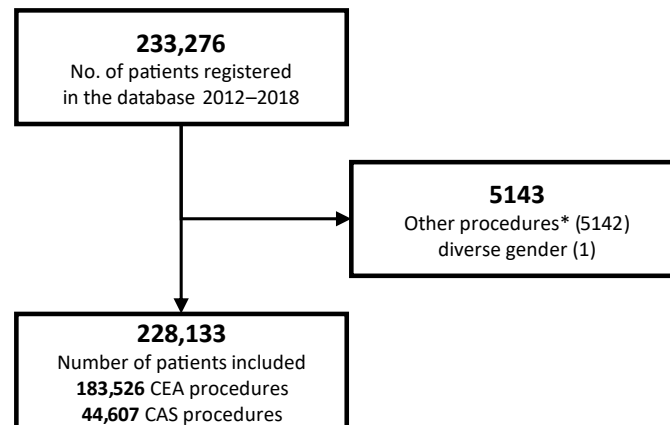 233,276
No. of patients registered
in the database 2012–2018
5143
Other procedures* (5142)
diverse gender (1)
228,133
Number of patients included
183,526 CEA procedures
44,607 CAS procedures